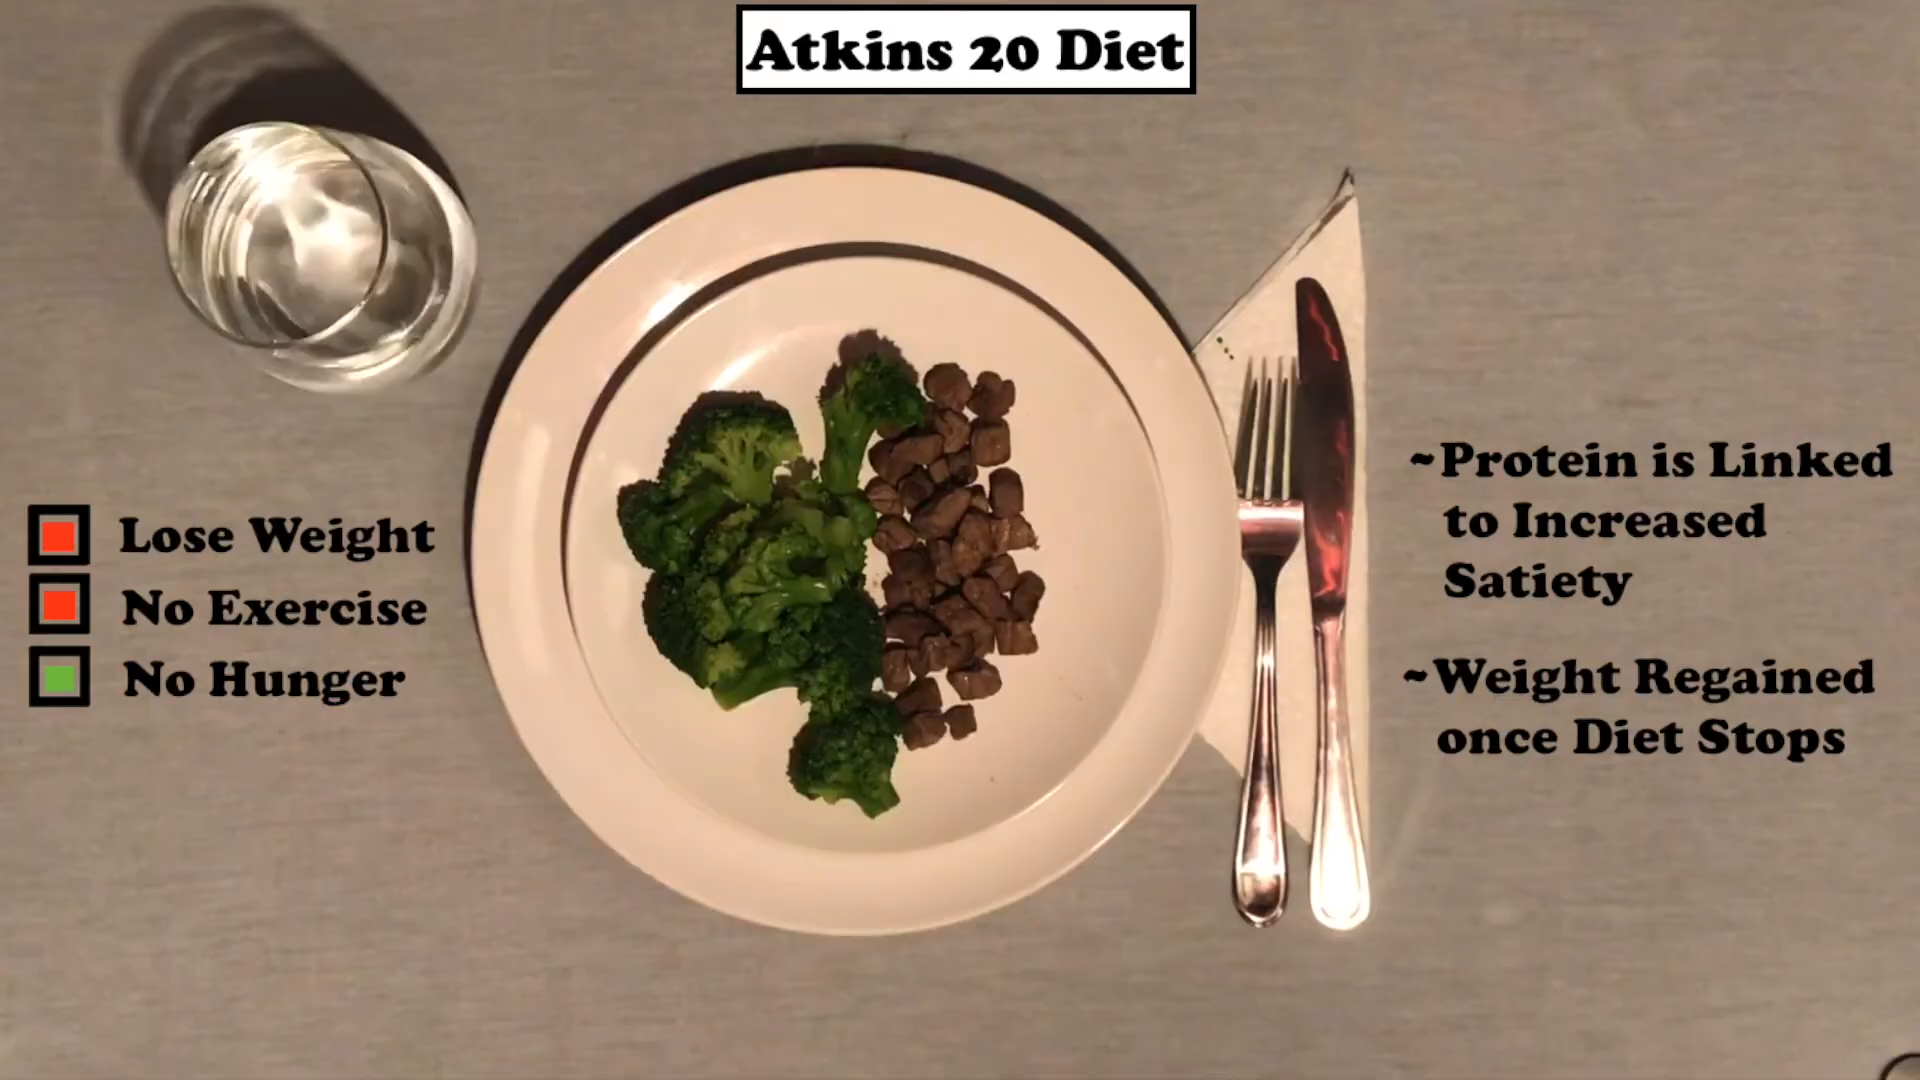 Atkins 20 Diet
Lose Weight
No Exercise
No Hunger
~Protein is Linked
to Increased
Satiety
~Weight Regained
once Diet Stops